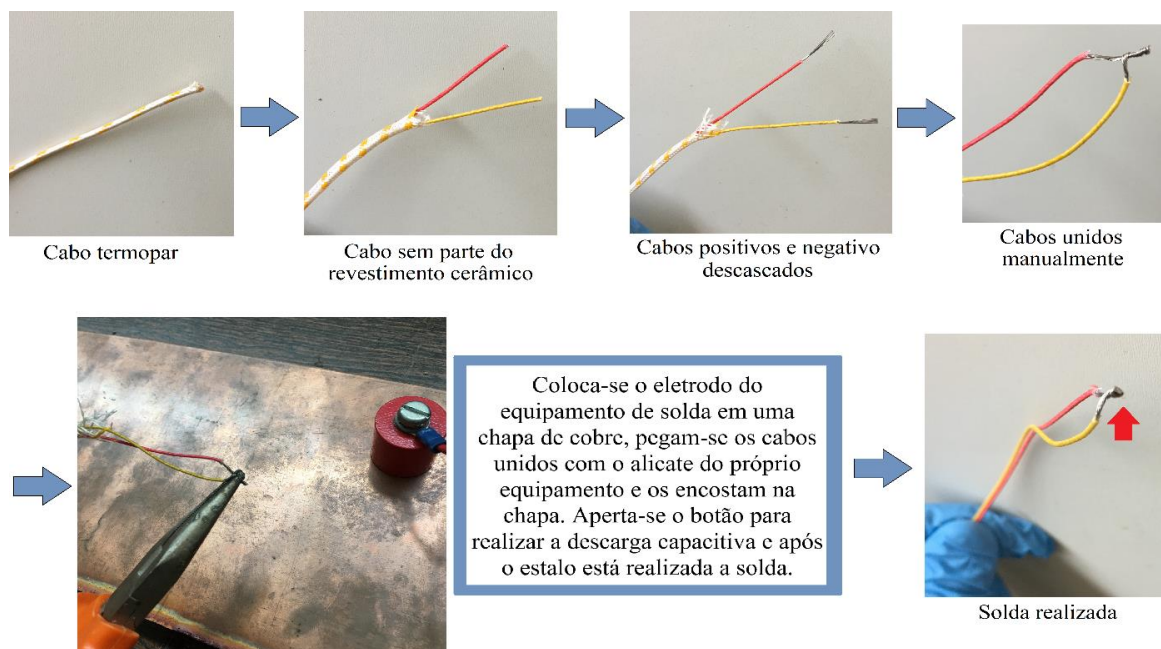 Cabo termopar
Cabo sem parte do
revestimento cerâmico
Cabos positivos e negativo
descascados
Cabos unidos
manualmente
Coloca-se o eletrodo do
equipamento de solda em uma
chapa de cobre, pegam-se os cabos
unidos com o alicate do próprio
equipamento e os encostam na
chapa. Aperta-se o botão para
realizar a descarga capacitiva e após
o estalo está realizada a solda.
Solda realizada